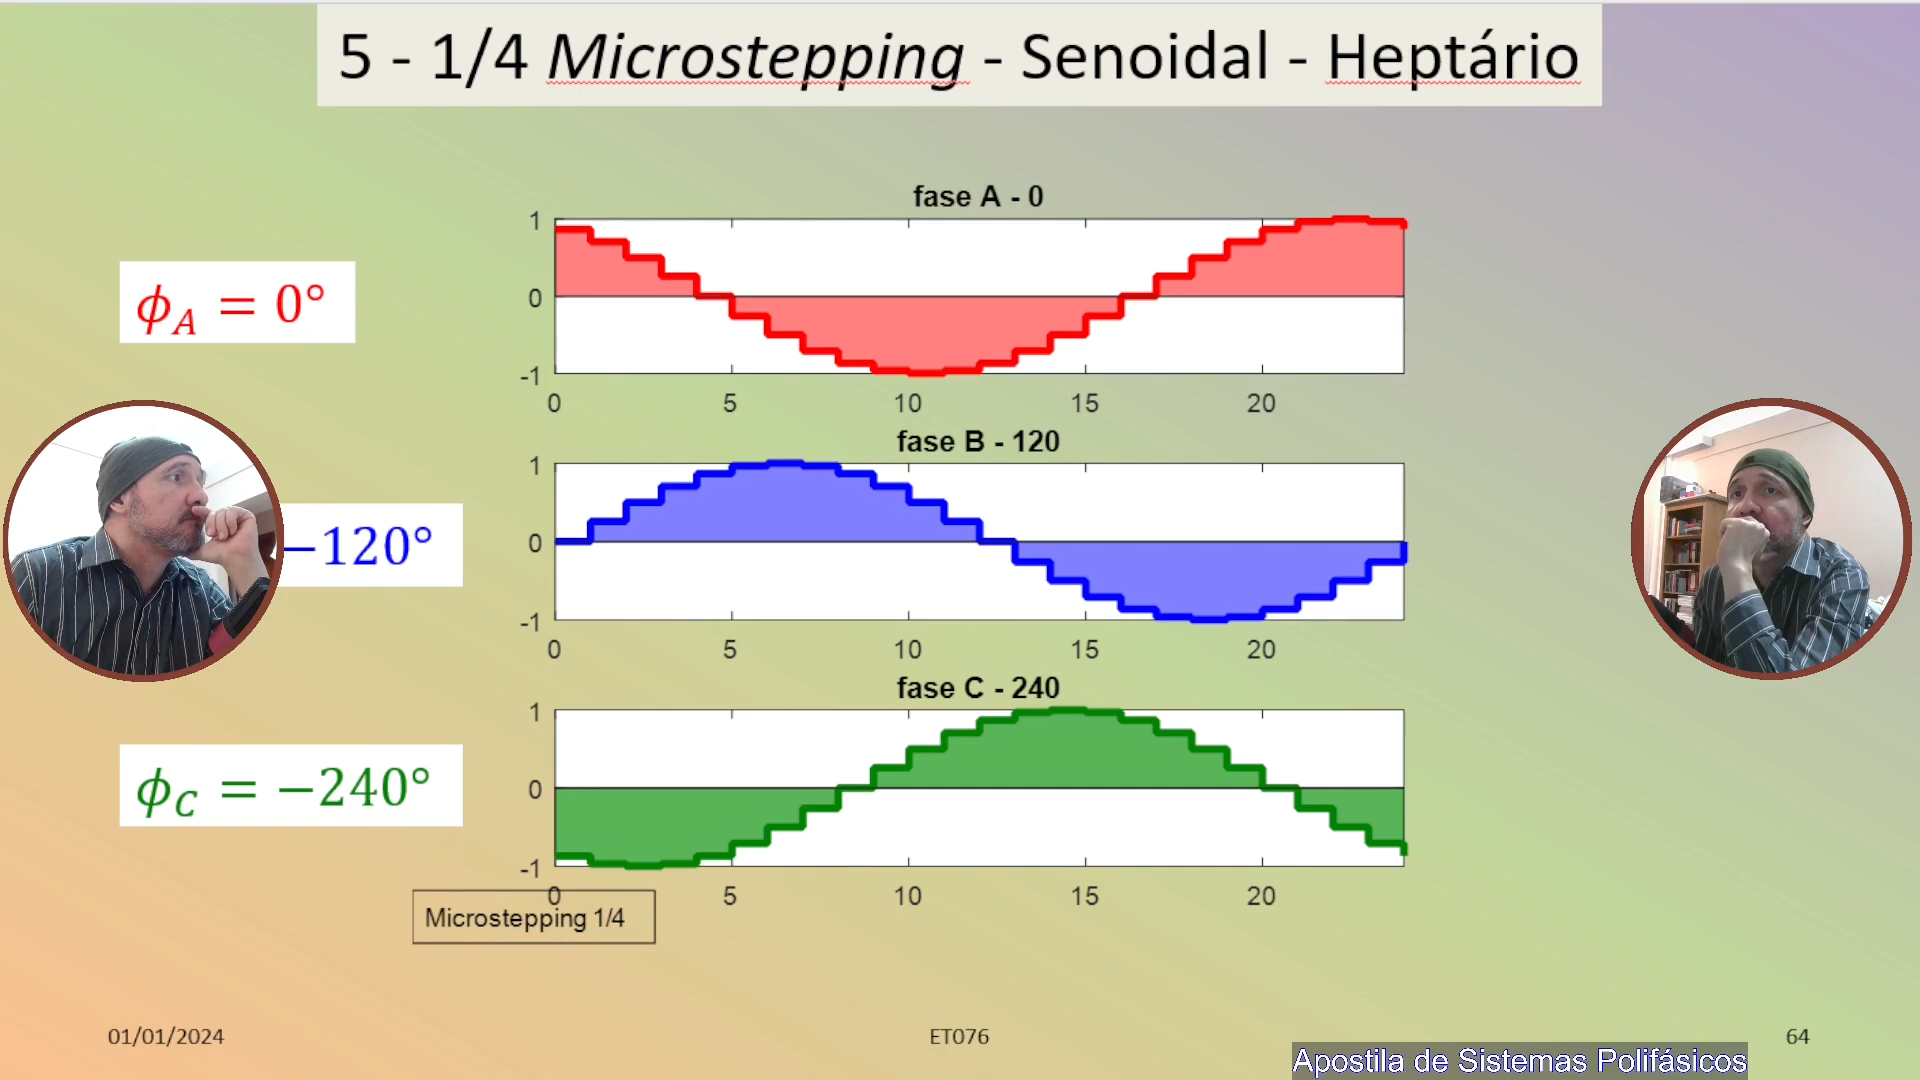 5 - 1/4 Microstepping - Senoidal - Heptário
fase A - 0
ϕA = 0°
1
0
-1
0 5 10 15 20
fase B - 120
−120°
1
0
-1
0 5 10 15 20
fase C - 240
ϕC = −240°
1
0
-1
0 5 10 15 20
Microstepping 1/4
01/01/2024
ET076
64
Apostila de Sistemas Polifásicos